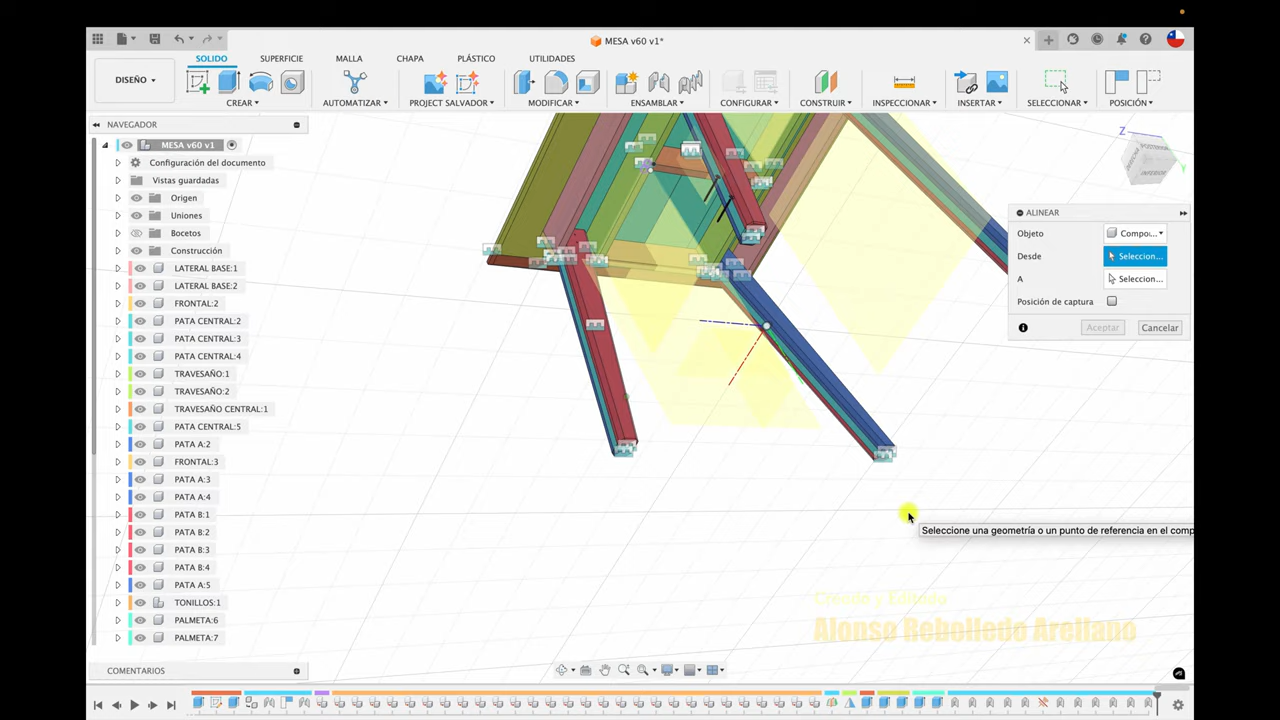 MESA v60 v1*
DISEÑO
SOLIDO
SUPERFICIE
MALLA
CHAPA
PLÁSTICO
UTILIDADES
CREAR
AUTOMATIZAR
PROJECT SALVADOR
MODIFICAR
ENSAMBLAR
CONFIGURAR
CONSTRUIR
INSPECCIONAR
INSERTAR
SELECCIONAR
POSICIÓN
NAVEGADOR
MESA v60 v1
Configuración del documento
Vistas guardadas
Origen
Uniones
Bocetos
Construcción
LATERAL BASE:1
LATERAL BASE:2
FRONTAL:2
PATA CENTRAL:2
PATA CENTRAL:3
PATA CENTRAL:4
TRAVESAÑO:1
TRAVESAÑO:2
TRAVESAÑO CENTRAL:1
PATA CENTRAL:5
PATA A:2
FRONTAL:3
PATA A:3
PATA A:4
PATA B:1
PATA B:2
PATA B:3
PATA B:4
PATA A:5
TONILLOS:1
PALMETA:6
PALMETA:7
COMENTARIOS
Z
Y
ALINEAR
Objeto Compo...
Desde Seleccion...
A Seleccion...
Posición de captura
Aceptar Cancelar
Seleccione una geometría o un punto de referencia en el comp
Creado y Editado
Alonso Rebolledo Arellano